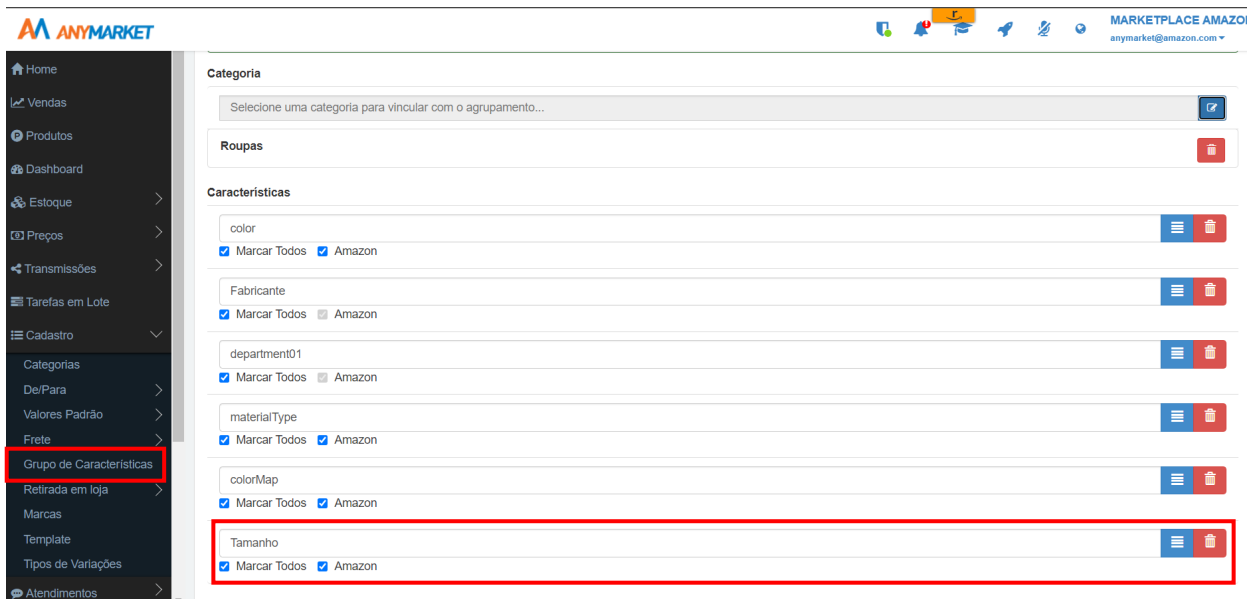 ANYMARKET
MARKETPLACE AMAZO
anymarket@amazon.com
Home
Vendas
Produtos
Dashboard
Estoque
Preços
Transmissões
Tarefas em Lote
Cadastro
Categorias
De/Para
Valores Padrão
Frete
Grupo de Características
Retirada em loja
Marcas
Template
Tipos de Variações
Atendimentos
Categoria
Selecione uma categoria para vincular com o agrupamento...
Roupas
Características
color
Marcar Todos Amazon
Fabricante
Marcar Todos Amazon
department01
Marcar Todos Amazon
materialType
Marcar Todos Amazon
colorMap
Marcar Todos Amazon
Tamanho
Marcar Todos Amazon